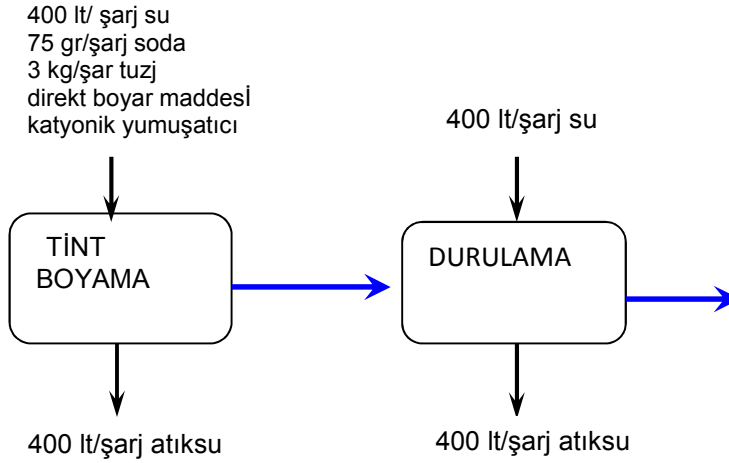 400 lt/ şarj su
75 gr/şarj soda
3 kg/şar tuzj
direkt boyar maddesİ
katyonik yumuşatıcı
400 lt/şarj su
TİNT
BOYAMA
DURULAMA
400 lt/şarj atıksu
400 lt/şarj atıksu